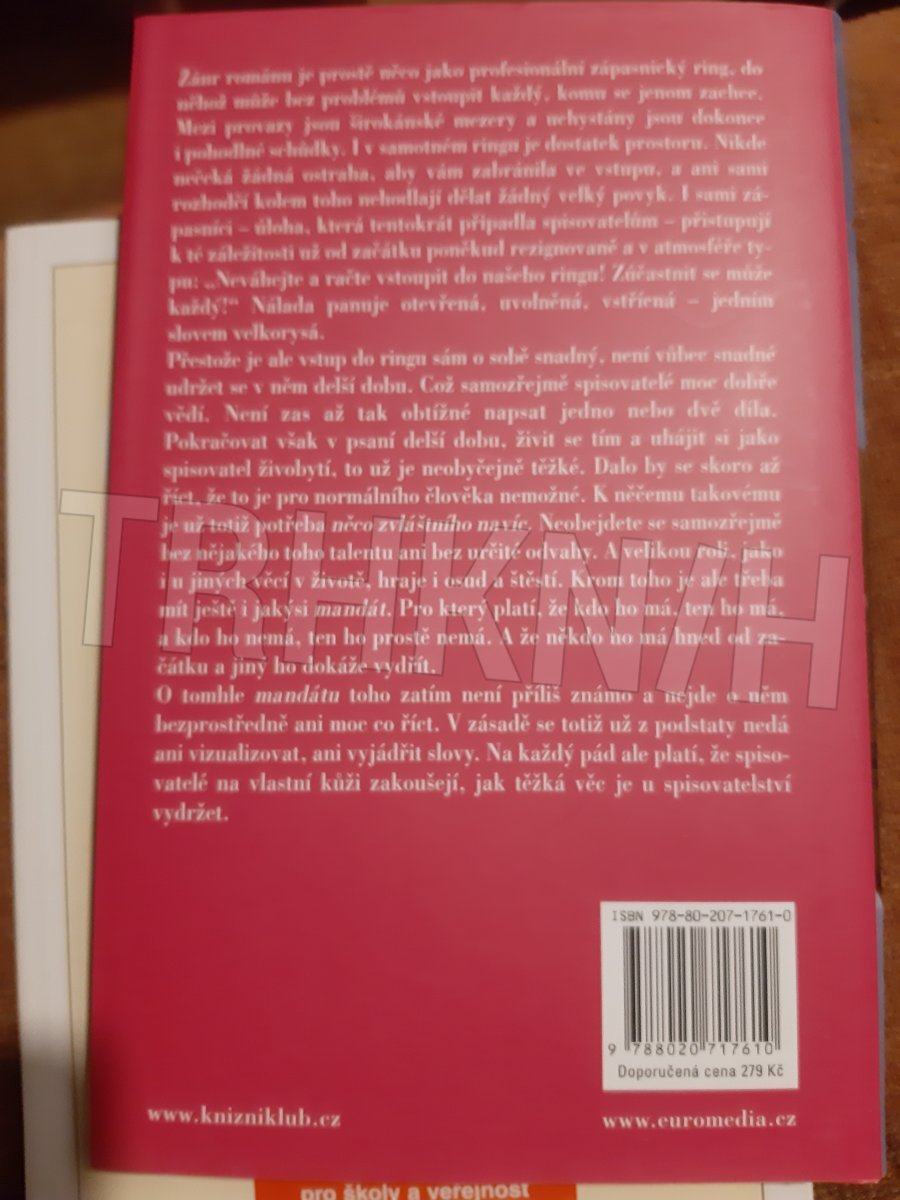 Žánr románu je prostě něco jako profesionální zápasnický ring, do
něhož může bez problémů vstoupit každý, komu se jenom zachce.
Mezi provazy jsou širokánské mezery a uchystány jsou dokonce
i pohodlné schůdky. I v samotném ringu je dostatek prostoru. Nikde
nečeká žádná ostraha, aby vám zabránila ve vstupu, a ani sami
rozhodčí kolem toho nehodlají dělat žádný velký povyk. I sami zá-
pasníci – úloha, která tentokrát připadla spisovatelům – přistupují
k té záležitosti už od začátku poněkud rezignovaně a v atmosféře ty-
pu: „Neváhejte a račte vstoupit do našeho ringu! Zúčastnit se může
každý!“ Nálada panuje otevřená, uvolněná, vstřícná – jedním
slovem velkorysá.
Přestože je ale vstup do ringu sám o sobě snadný, není vůbec snadné
udržet se v něm delší dobu. Což samozřejmě spisovatelé moc dobře
vědí. Není zas až tak obtížné napsat jedno nebo dvě díla.
Pokračovat však v psaní delší dobu, živit se tím a uhájit si jako
spisovatel živobytí, to už je neobyčejně těžké. Dalo by se skoro až
říct, že to je pro normálního člověka nemožné. K něčemu takovému
je už totiž potřeba něco zvláštního navíc. Neobejdete se samozřejmě
bez nějakého toho talentu ani bez určité odvahy. A velikou roli, jako
i u jiných věcí v životě, hraje i osud a štěstí. Krom toho je ale třeba
mít ještě i jakýsi mandát. Pro který platí, že kdo ho má, ten ho má,
a kdo ho nemá, ten ho prostě nemá. A že někdo ho má hned od za-
čátku a jiný ho dokáže vydřít.
O tomhle mandátu toho zatím není příliš známo a nejde o něm
bezprostředně ani moc co říct. V zásadě se totiž už z podstaty nedá
ani vizualizovat, ani vyjádřit slovy. Na každý pád ale platí, že spiso-
vatelé na vlastní kůži zakoušejí, jak těžká věc je u spisovatelství
vydržet.
TRHKNIH
ISBN 978-80-207-1761-0
9 788020 717610
Doporučená cena 279 Kč
www.knizniklub.cz
www.euromedia.cz
pro školy a veřejnost